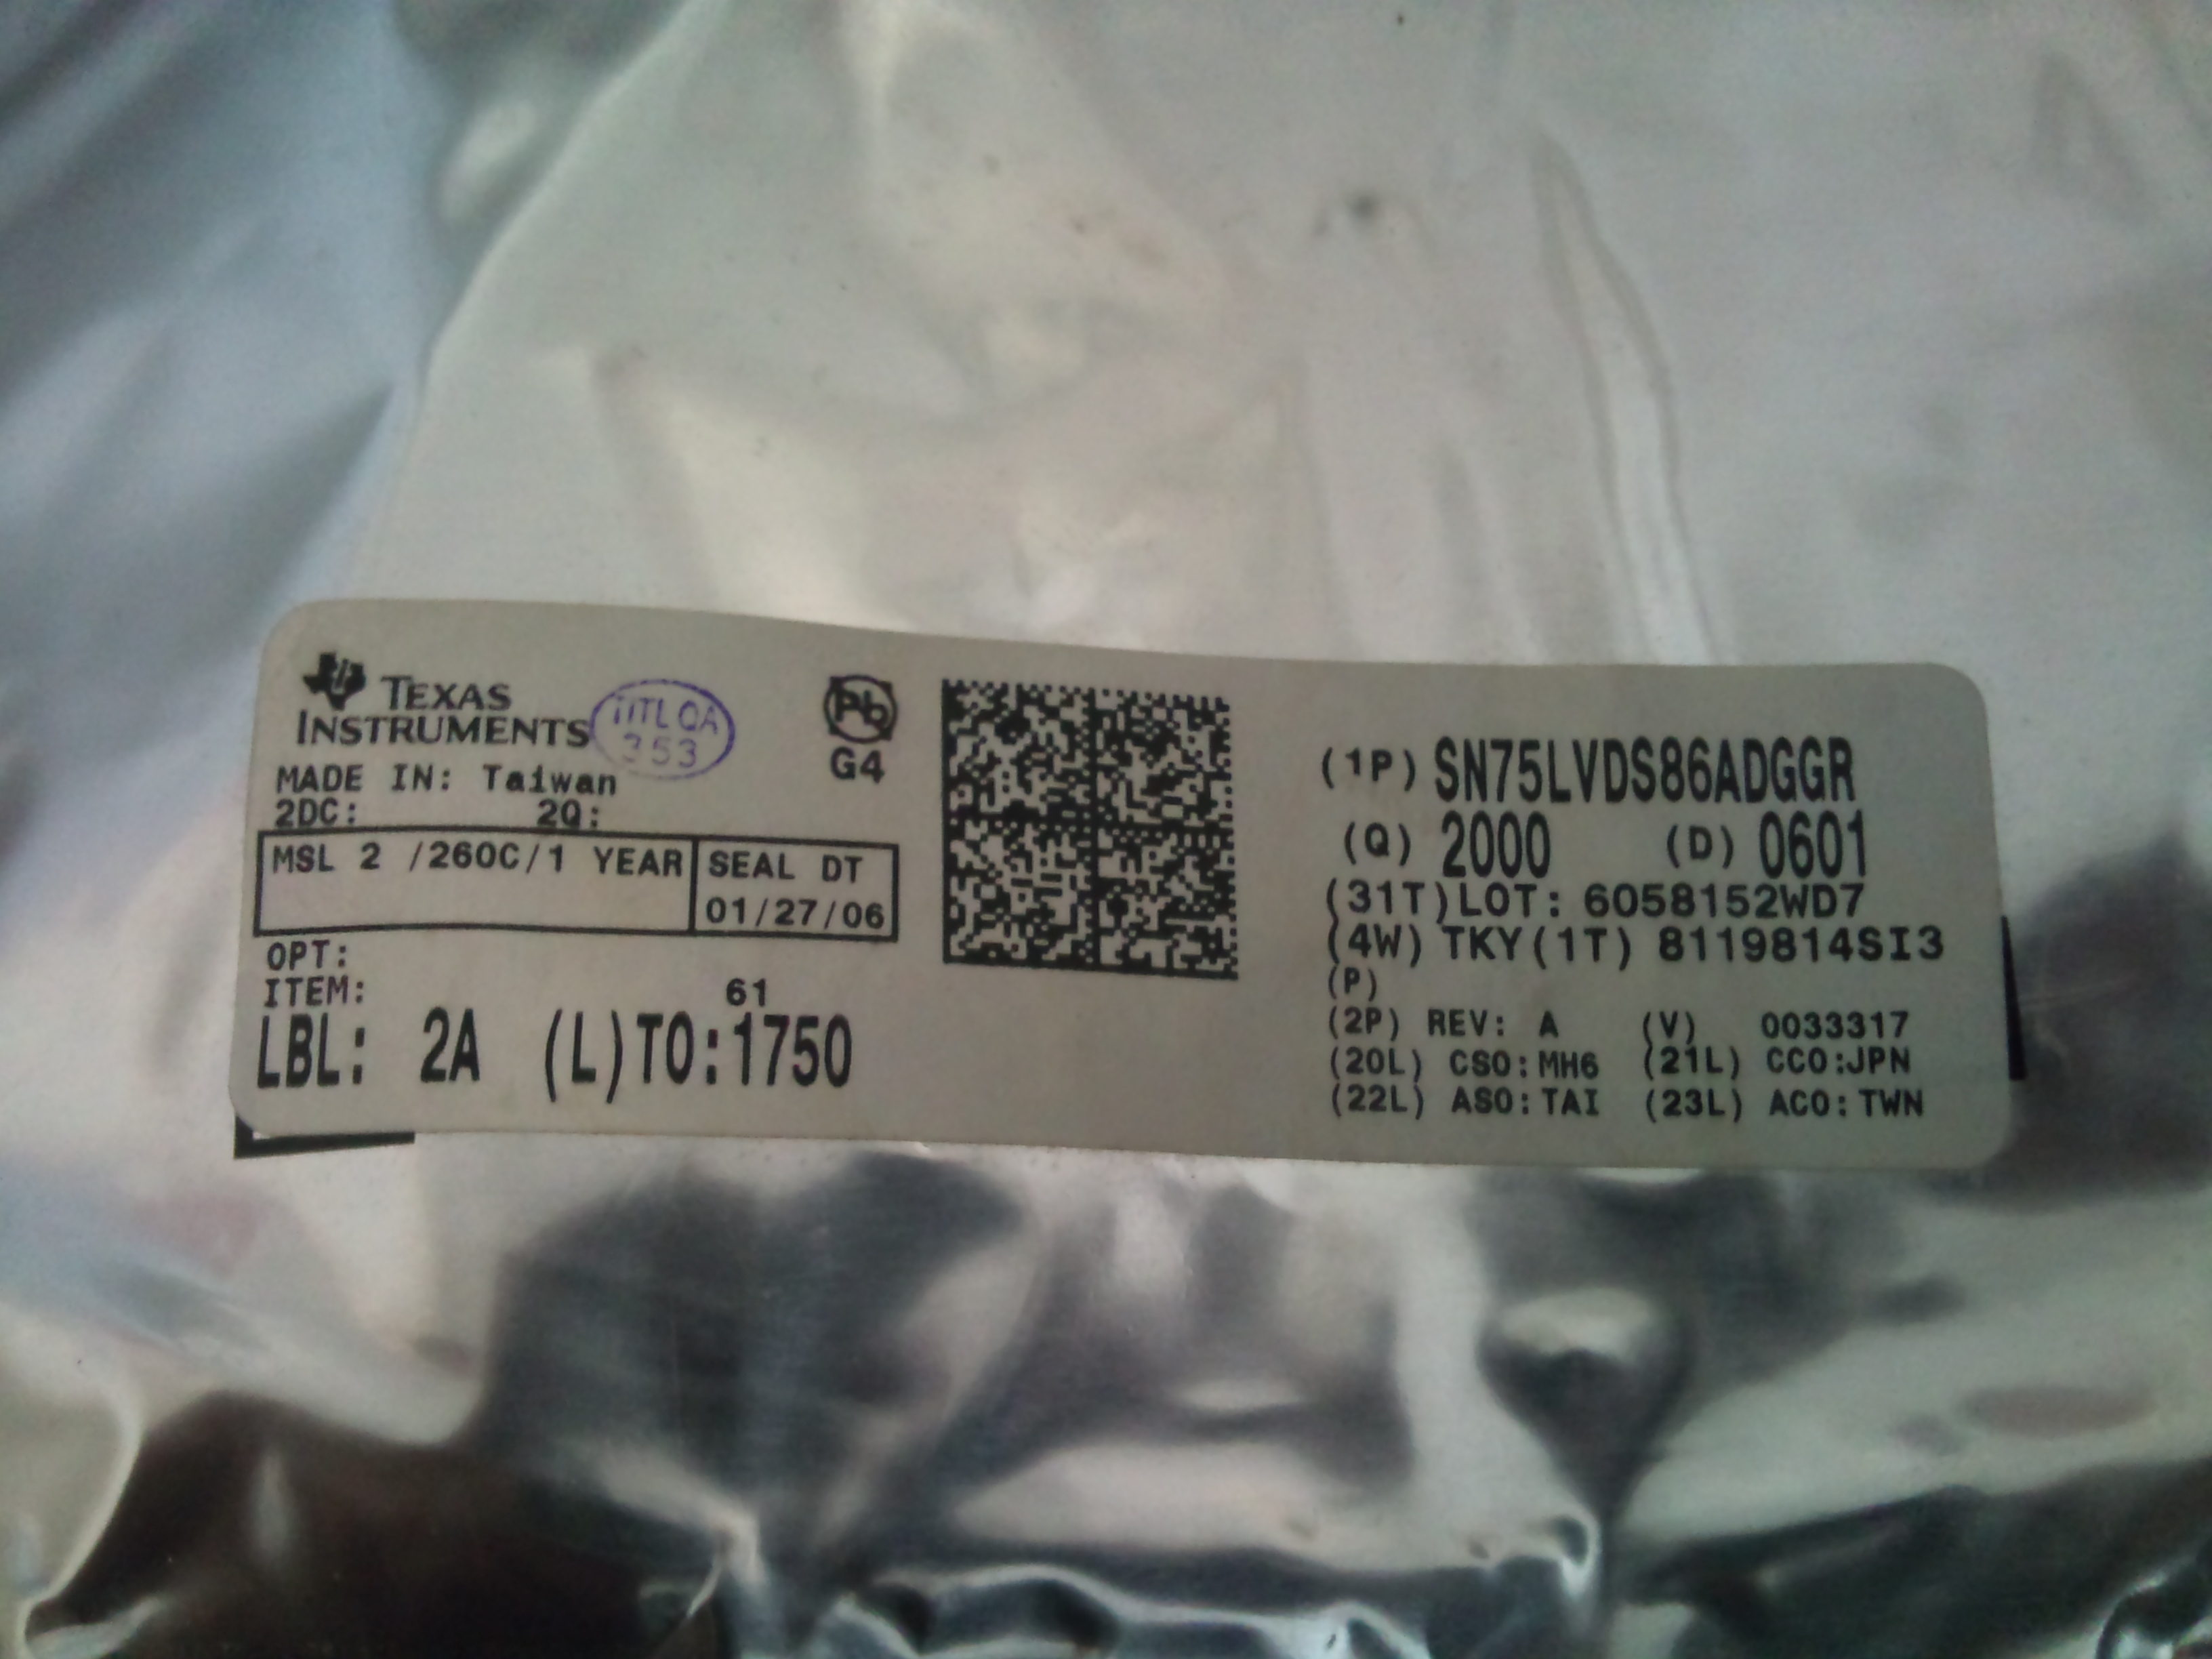 TEXAS
INSTRUMENTS
TITL QA
353
Pb
G4
MADE IN: Taiwan
2DC: 2Q:
MSL 2 /260C/1 YEAR
SEAL DT
01/27/06
OPT:
ITEM:
61
LBL: 2A (L)TO:1750
(1P) SN75LVDS86ADGGR
(Q) 2000 (D) 0601
(31T)LOT: 6058152WD7
(4W) TKY(1T) 8119814SI3
(P)
(2P) REV: A (V) 0033317
(20L) CSO:MH6 (21L) CCO:JPN
(22L) ASO:TAI (23L) ACO:TWN